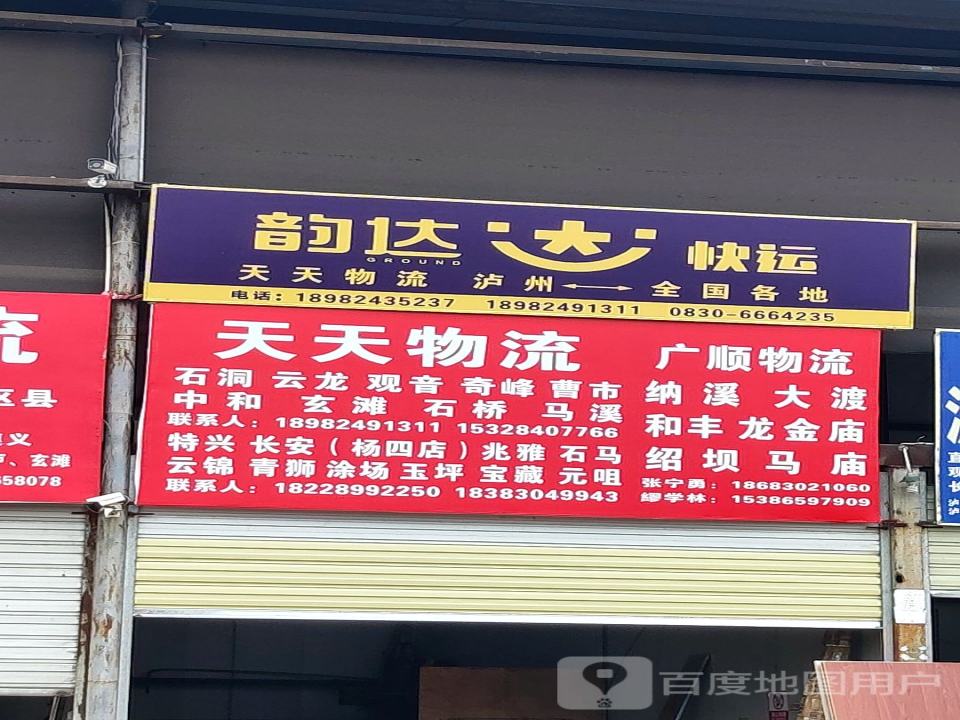 韵达 达 快运
GROUND
天天物流 泸州←→全国各地
电话：18982435237 18982491311 0830-6664235
天天物流
石洞 云龙 观音 奇峰 曹市
中和 玄滩 石桥 马溪
联系人：18982491311 15328407766
特兴 长安（杨四店）兆雅 石马
云锦 青狮 涂场 玉坪 宝藏 元咀
联系人：18228992250 18383049943
广顺物流
纳溪 大渡
和丰 龙金庙
绍坝 马庙
张宁勇：18683021060
缪学林：15386597909
流
区县
义
、玄滩
58078
百度地图用户